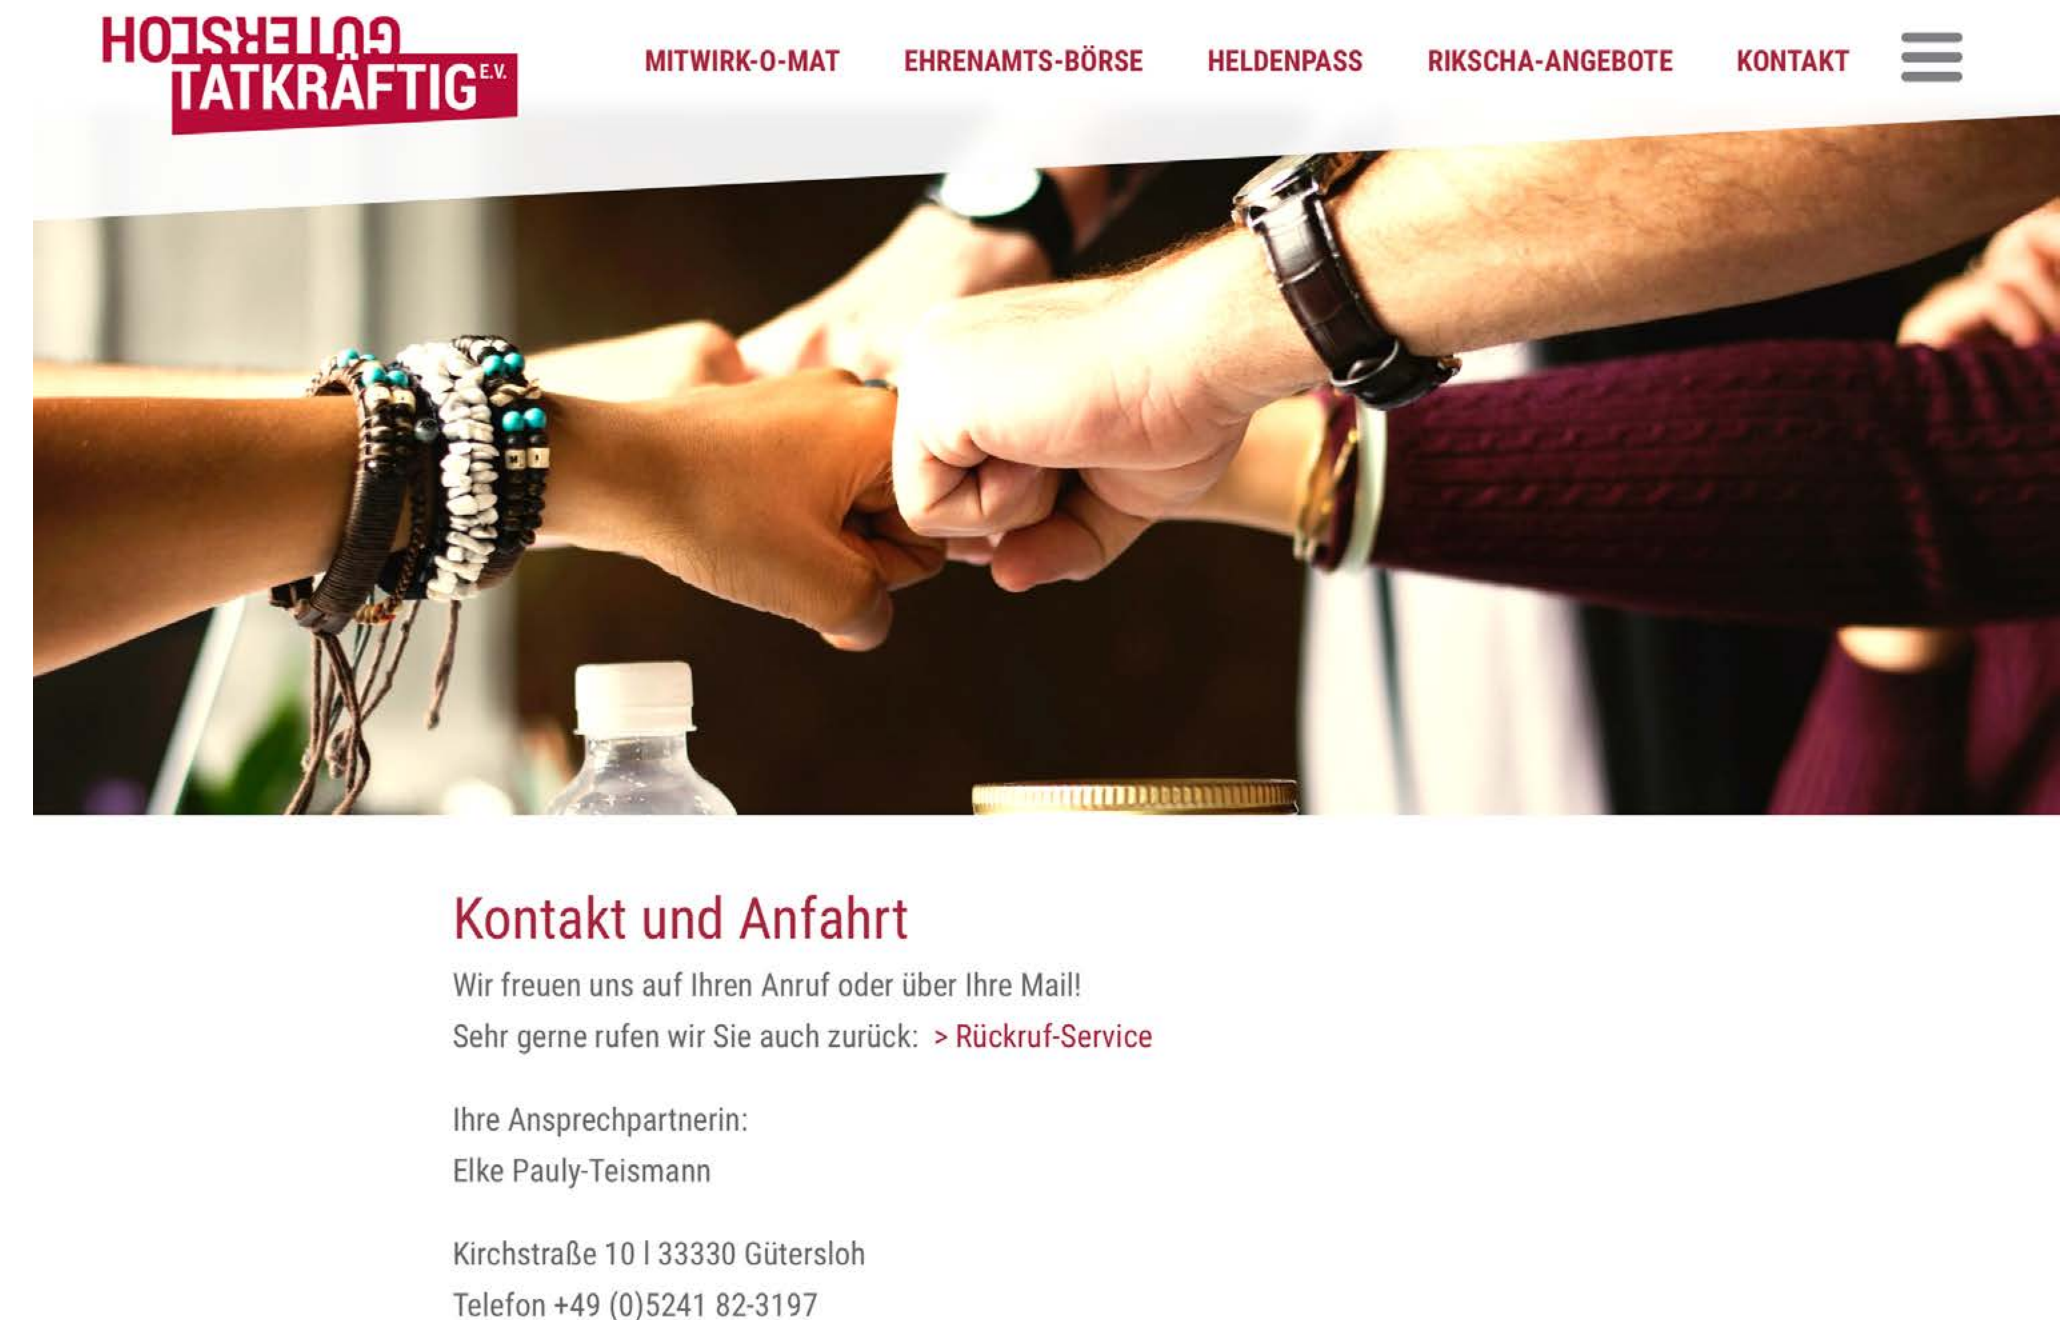 GÜTERSLOH
TATKRÄFTIG E.V.
MITWIRK-O-MAT
EHRENAMTS-BÖRSE
HELDENPASS
RIKSCHA-ANGEBOTE
KONTAKT
Kontakt und Anfahrt
Wir freuen uns auf Ihren Anruf oder über Ihre Mail!
Sehr gerne rufen wir Sie auch zurück: > Rückruf-Service
Ihre Ansprechpartnerin:
Elke Pauly-Teismann
Kirchstraße 10 l 33330 Gütersloh
Telefon +49 (0)5241 82-3197